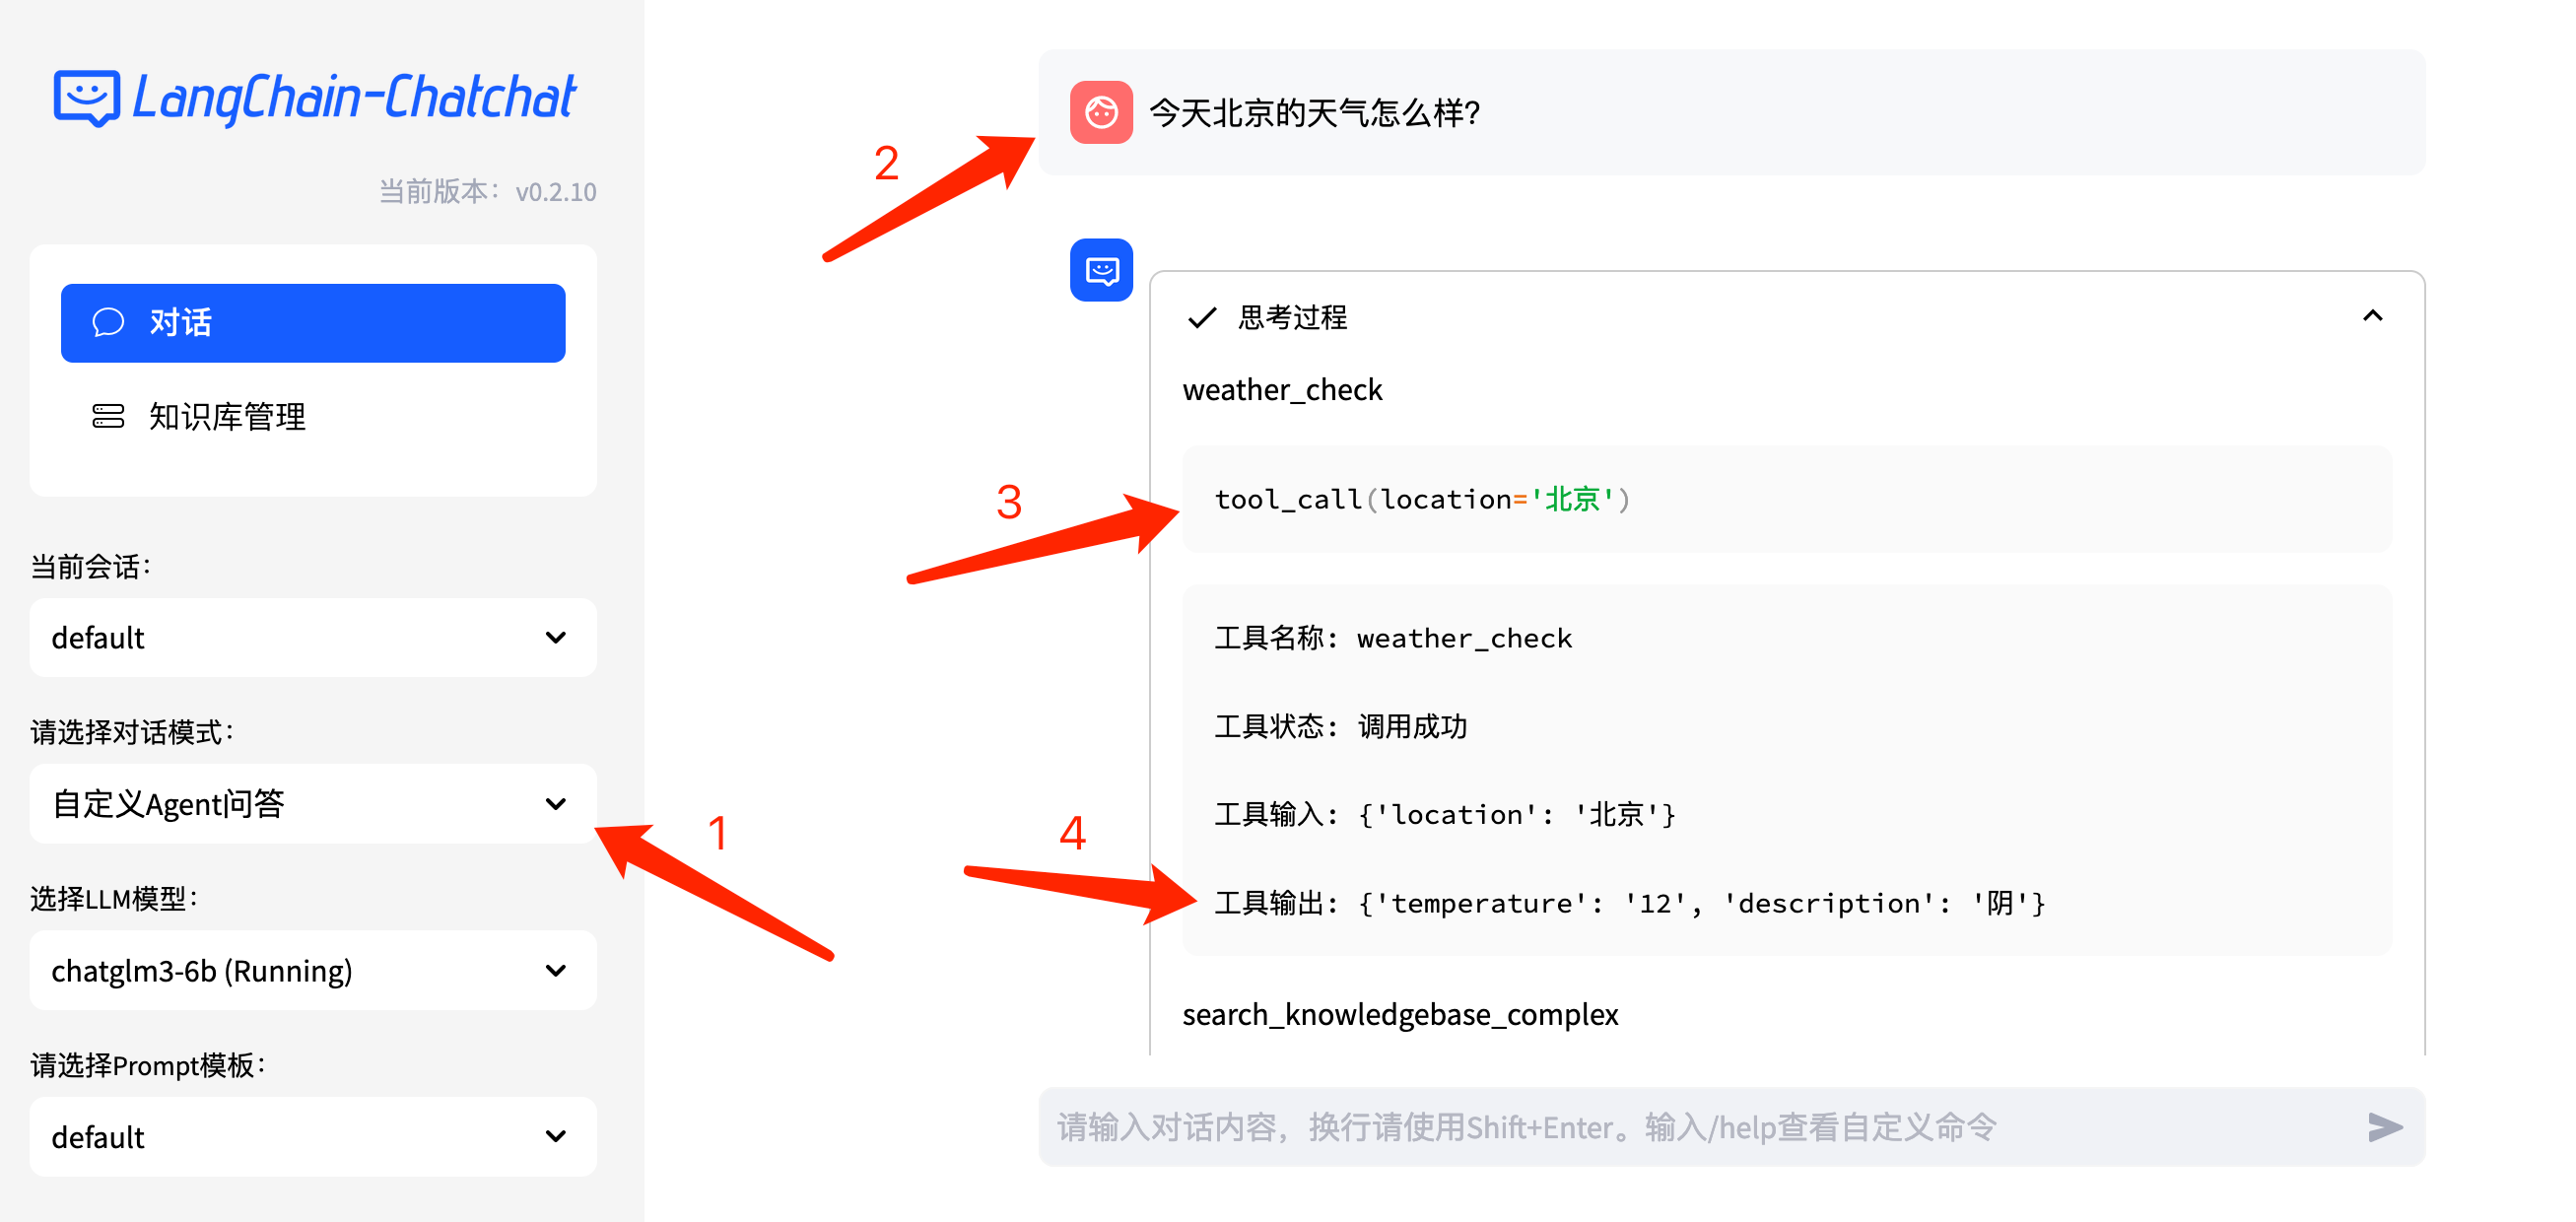 LangChain-Chatchat
当前版本：v0.2.10
对话
知识库管理
当前会话：
default
请选择对话模式：
自定义Agent问答
选择LLM模型：
chatglm3-6b (Running)
请选择Prompt模板：
default
1
2
今天北京的天气怎么样?
思考过程
weather_check
3
tool_call(location='北京')
工具名称: weather_check
工具状态: 调用成功
工具输入: {'location': '北京'}
4
工具输出: {'temperature': '12', 'description': '阴'}
search_knowledgebase_complex
请输入对话内容，换行请使用Shift+Enter。输入/help查看自定义命令